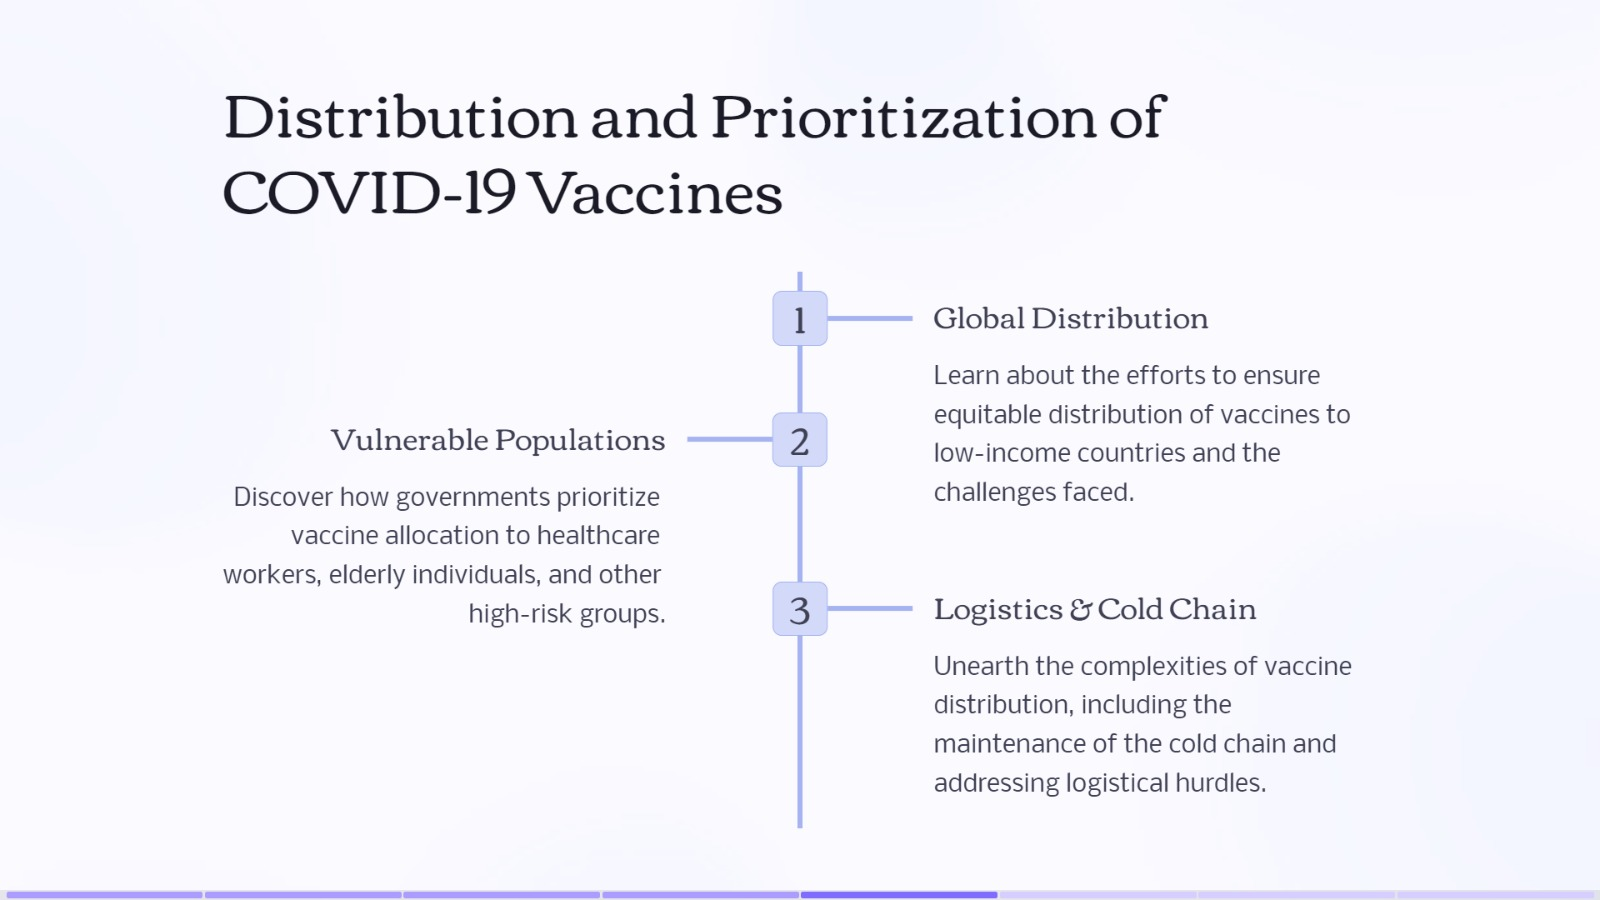 Distribution and Prioritization of
COVID-19 Vaccines
1
Global Distribution
Learn about the efforts to ensure
equitable distribution of vaccines to
low-income countries and the
challenges faced.
2
Vulnerable Populations
Discover how governments prioritize
vaccine allocation to healthcare
workers, elderly individuals, and other
high-risk groups.
3
Logistics & Cold Chain
Unearth the complexities of vaccine
distribution, including the
maintenance of the cold chain and
addressing logistical hurdles.